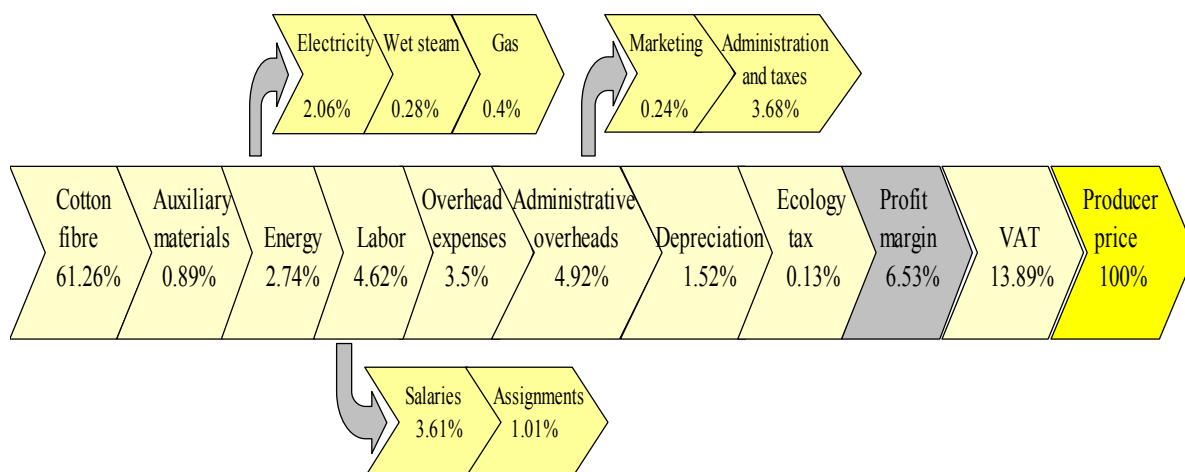 Electricity
2.06%
Wet steam
0.28%
Gas
0.4%
Marketing
0.24%
Administration
and taxes
3.68%
Cotton
fibre
61.26%
Auxiliary
materials
0.89%
Energy
2.74%
Labor
4.62%
Overhead
expenses
3.5%
Administrative
overheads
4.92%
Depreciation
1.52%
Ecology
tax
0.13%
Profit
margin
6.53%
VAT
13.89%
Producer
price
100%
Salaries
3.61%
Assignments
1.01%